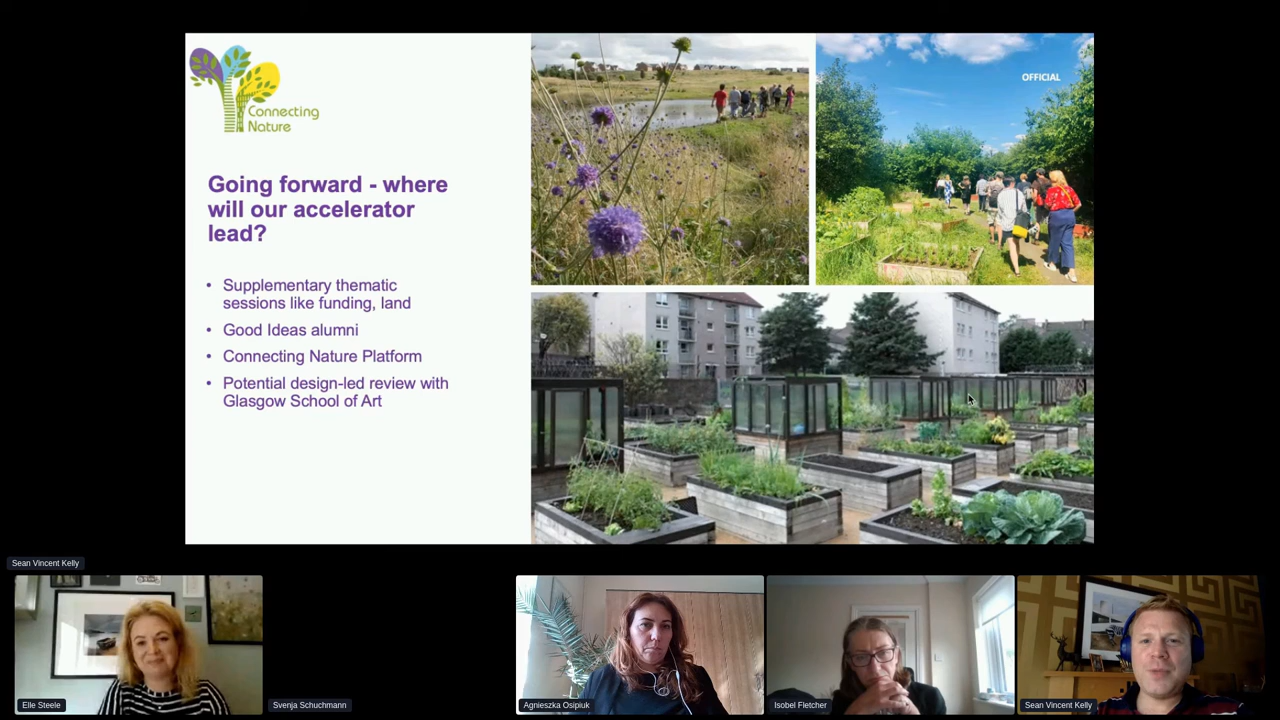 Connecting
Nature
OFFICIAL
Going forward - where
will our accelerator
lead?
• Supplementary thematic
sessions like funding, land
• Good Ideas alumni
• Connecting Nature Platform
• Potential design-led review with
Glasgow School of Art
Sean Vincent Kelly
Elle Steele
Svenja Schuchmann
Agnieszka Osipiuk
Isobel Fletcher
Sean Vincent Kelly